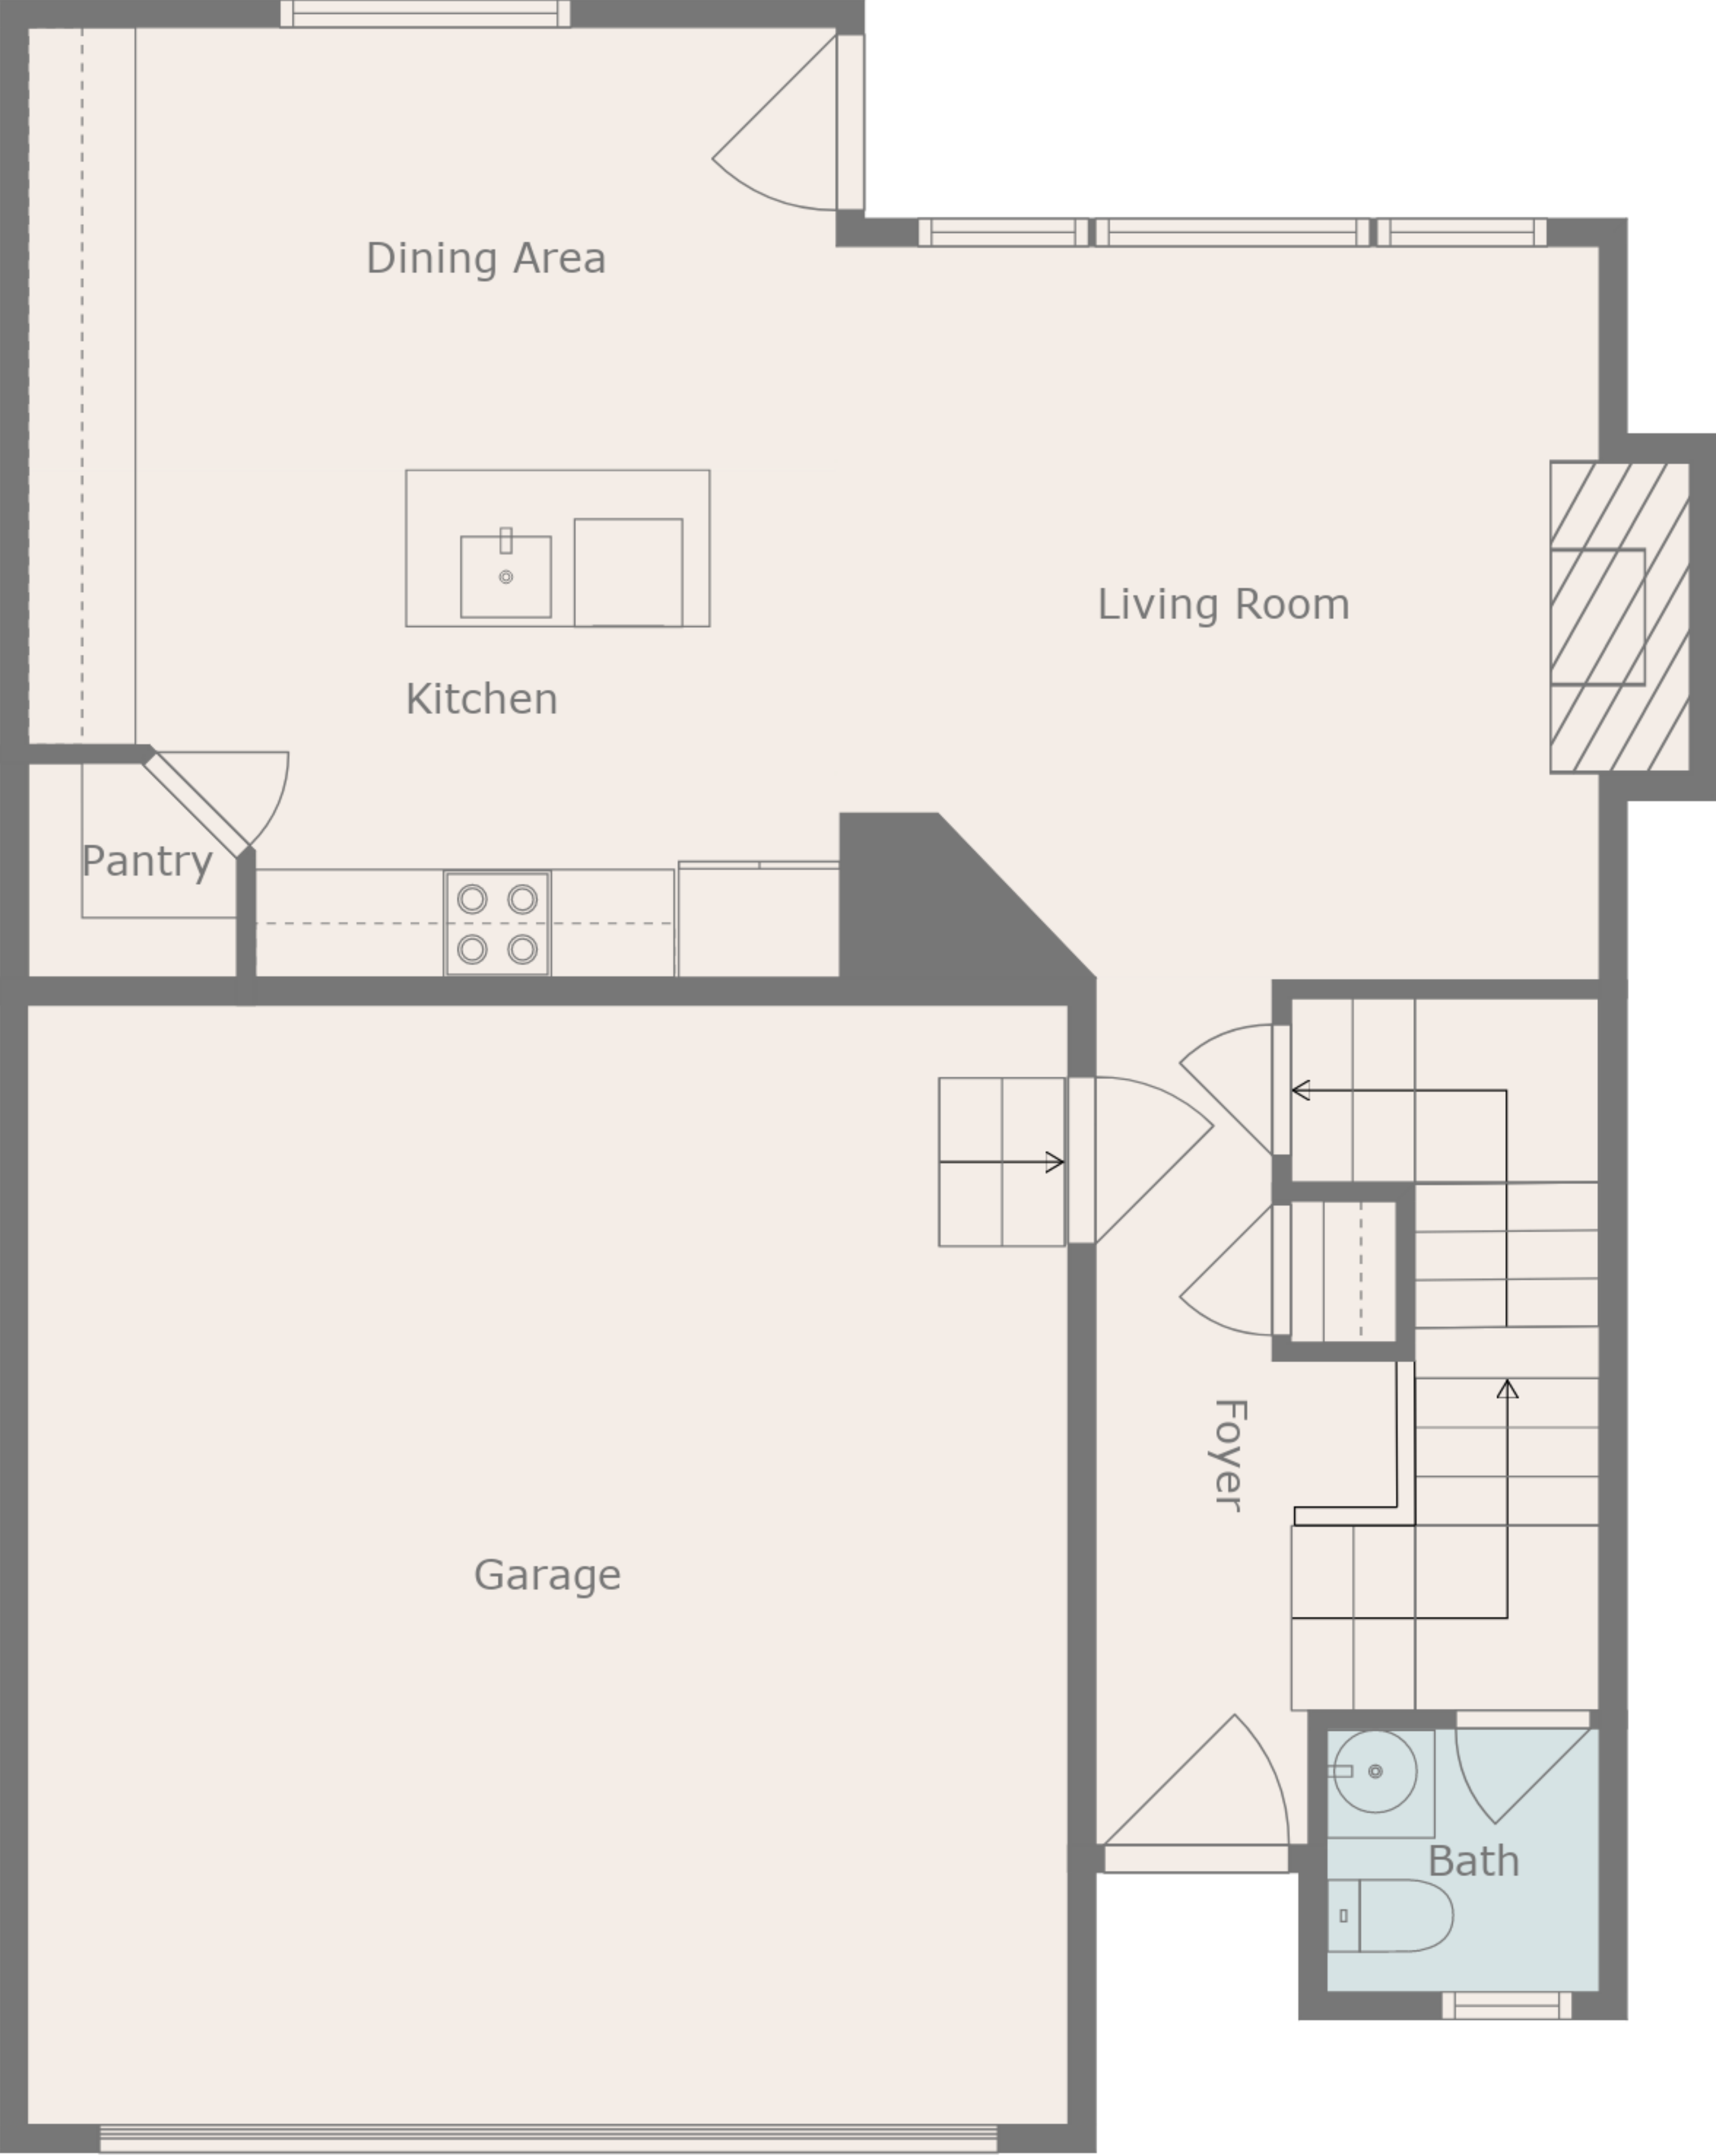 Dining Area
Living Room
Kitchen
Pantry
Foyer
Garage
Bath